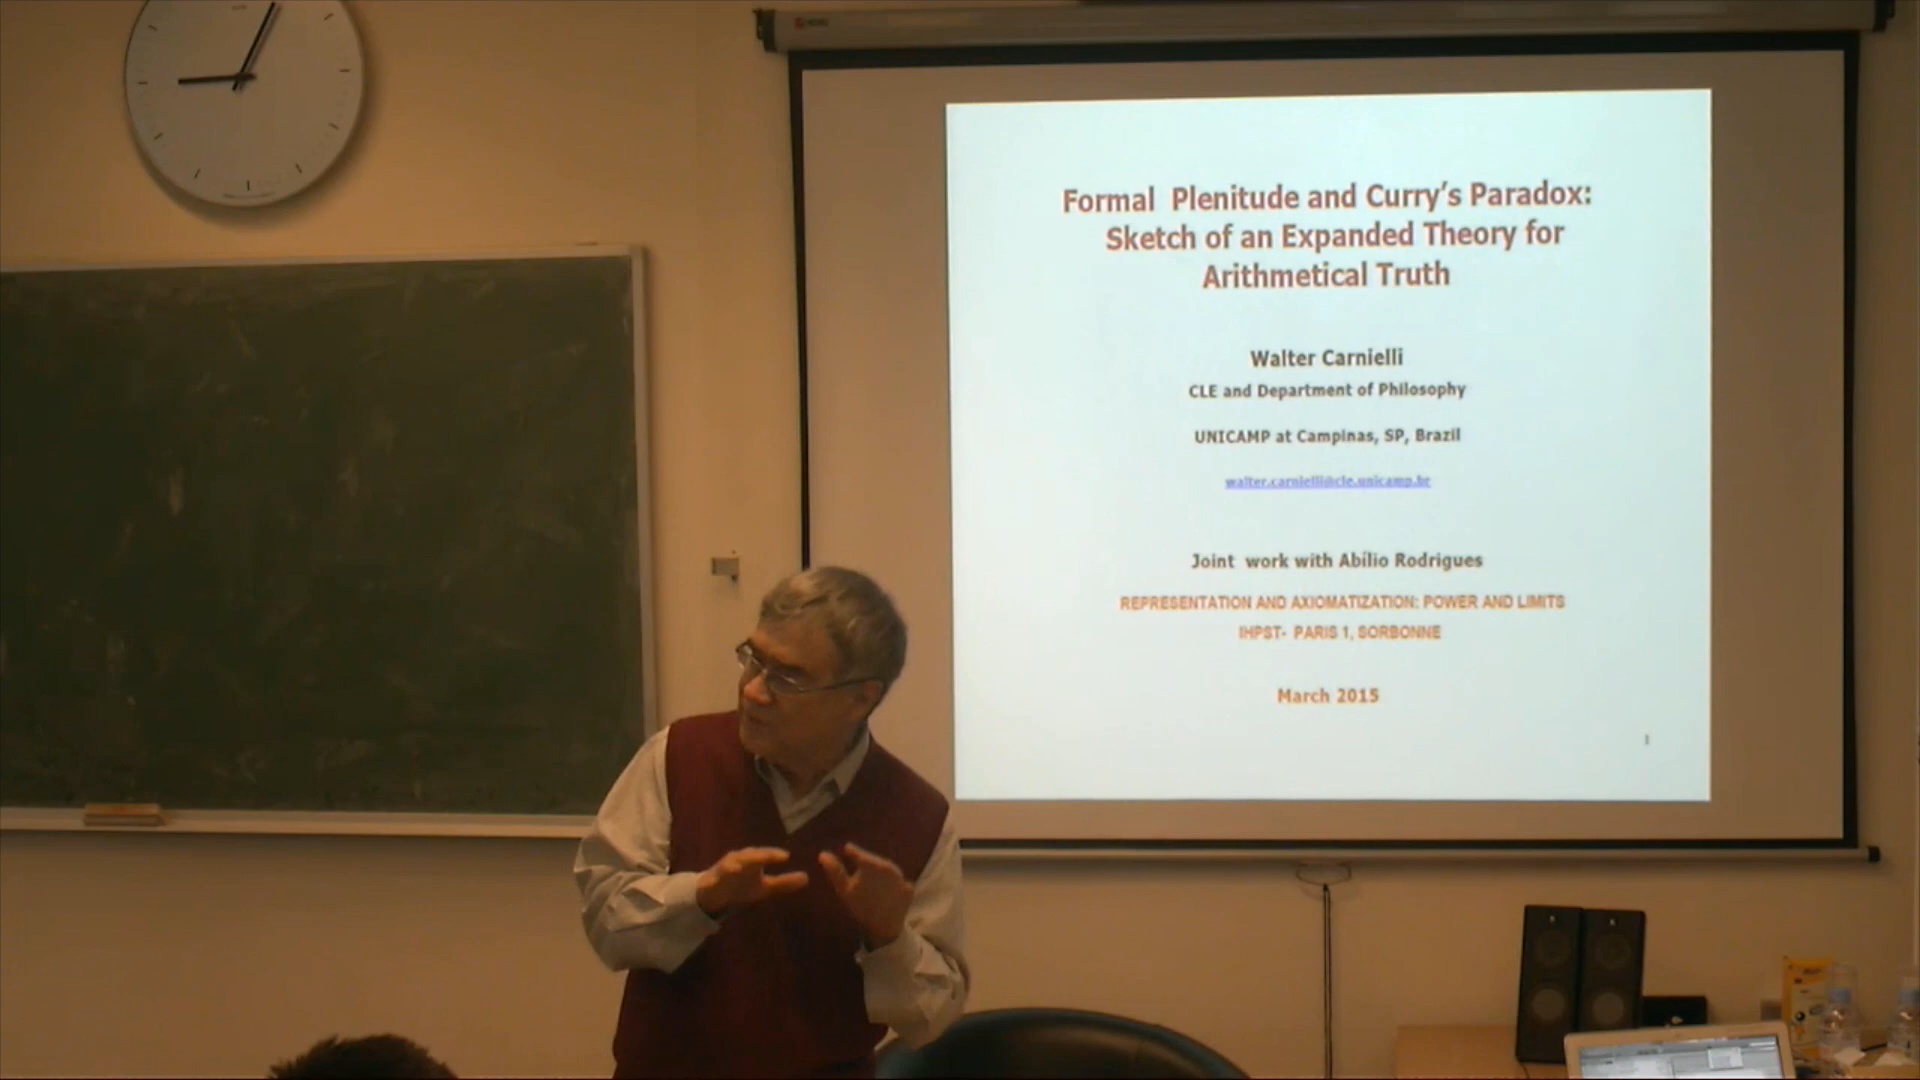 Formal Plenitude and Curry's Paradox:
Sketch of an Expanded Theory for
Arithmetical Truth
Walter Carnielli
CLE and Department of Philosophy
UNICAMP at Campinas, SP, Brazil
walter.carnielli@cle.unicamp.br
Joint work with Abílio Rodrigues
REPRESENTATION AND AXIOMATIZATION: POWER AND LIMITS
IHPST- PARIS 1, SORBONNE
March 2015
1